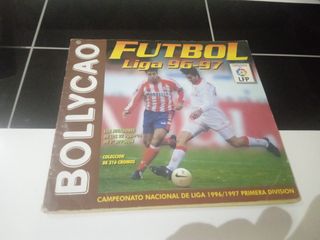 BOLLYCAO
FUTBOL
Liga 96-97
LFP
COLECCION
DE 216 CROMOS
CAMPEONATO NACIONAL DE LIGA 1996/1997 PRIMERA DIVISION